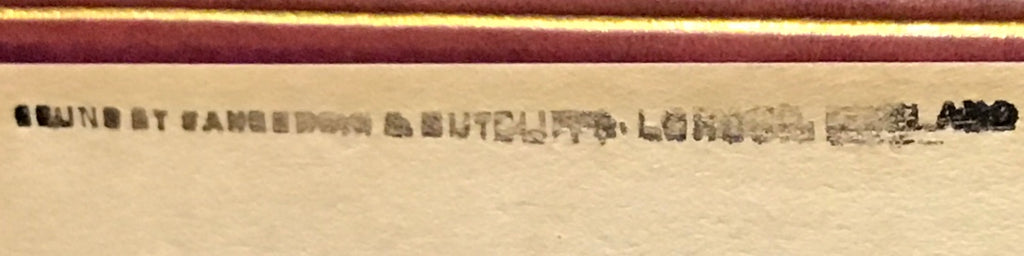 BOUND BY SANGORSKI & SUTCLIFFE, LONDON, ENGLAND